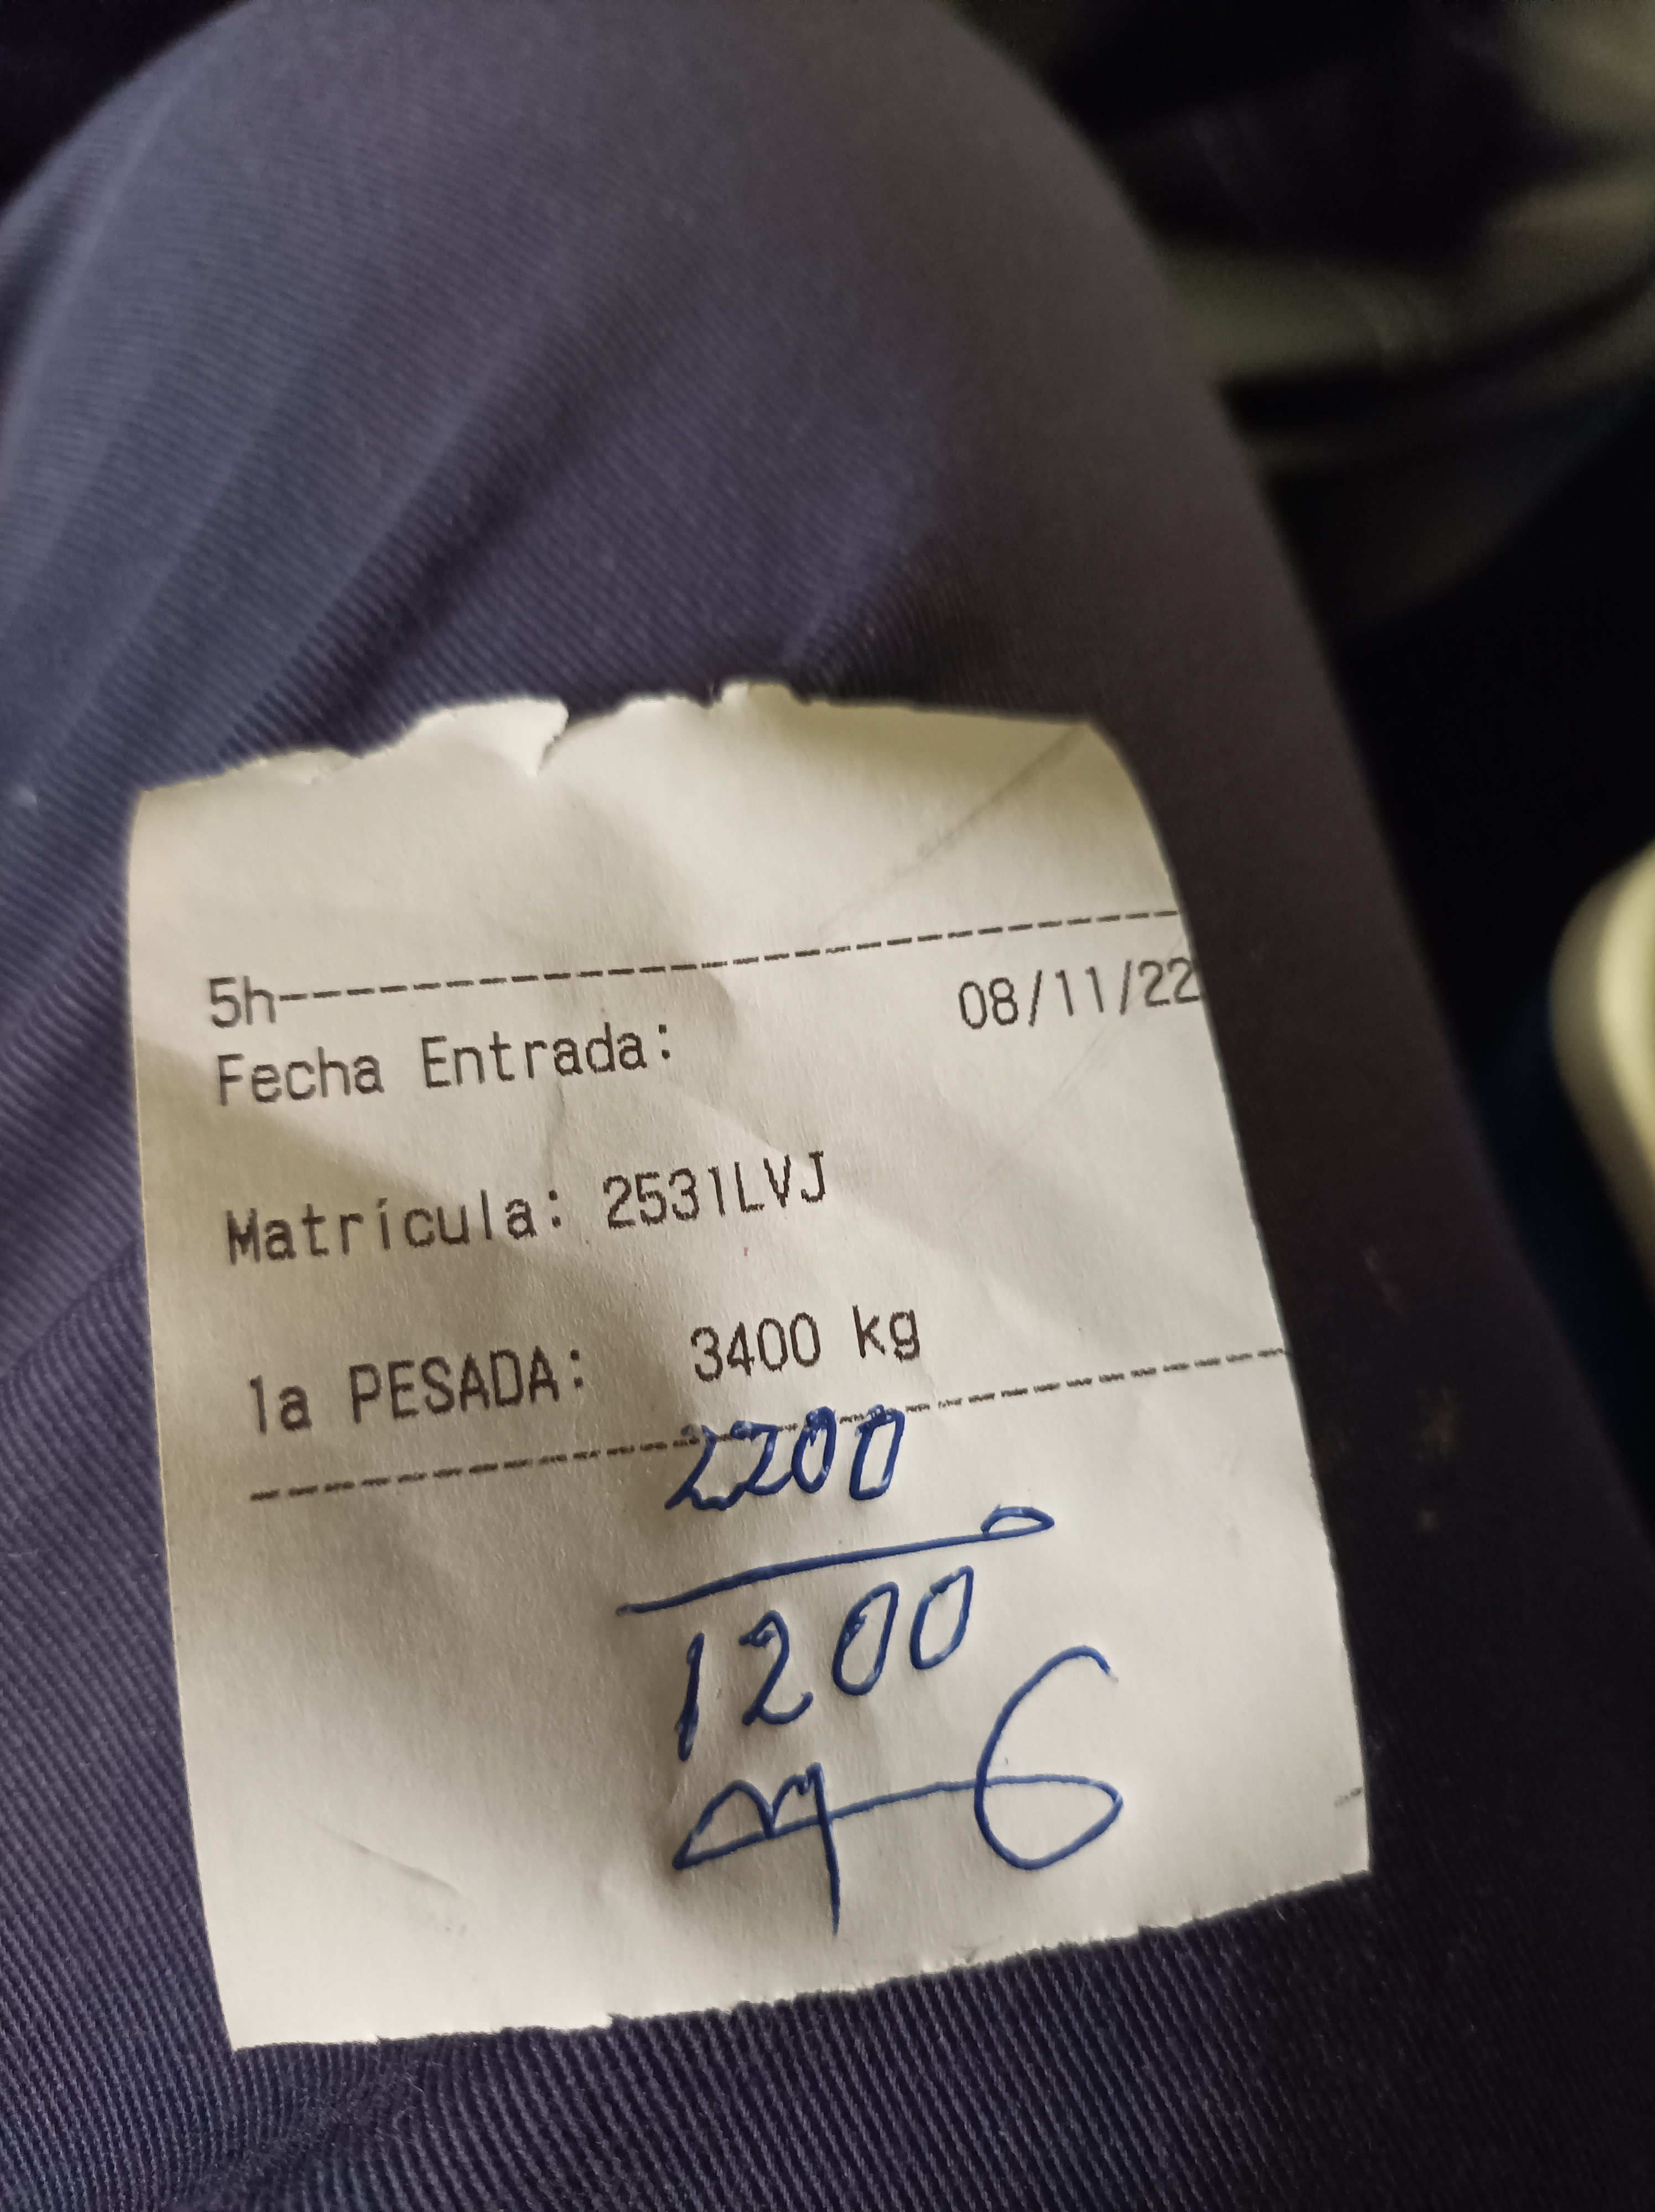 5h-----------------------------
Fecha Entrada: 08/11/22
Matrícula: 2531LVJ
1a PESADA: 3400 kg
2200
1200